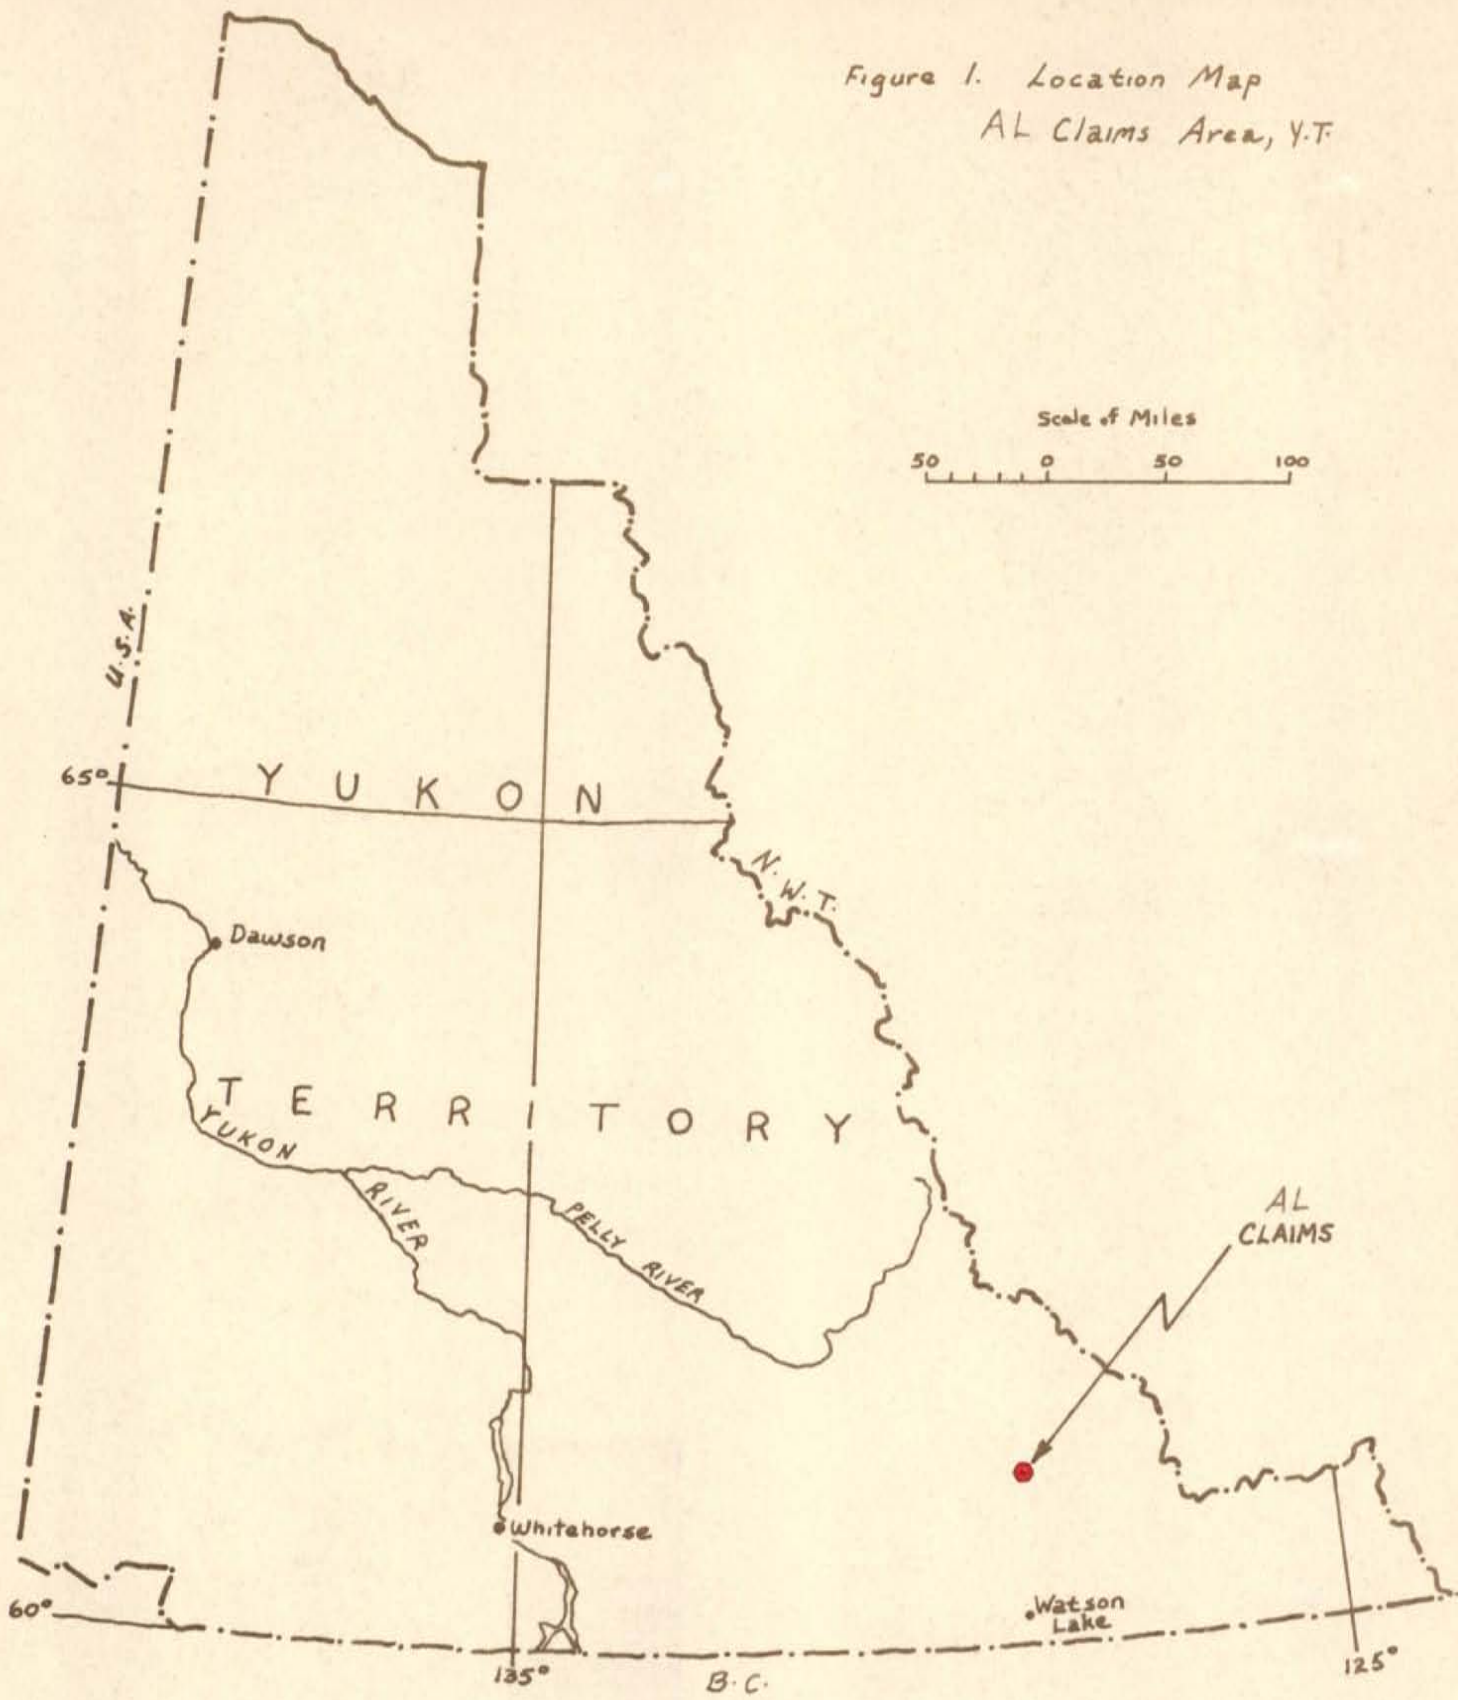 Figure 1. Location Map
AL Claims Area, Y.T.
Scale of Miles
50 0 50 100
U.S.A.
65°
YUKON
N.W.T.
Dawson
TERRITORY
YUKON
RIVER
PELLY
RIVER
AL
CLAIMS
Whitehorse
60°
Watson
Lake
135°
B.C.
125°